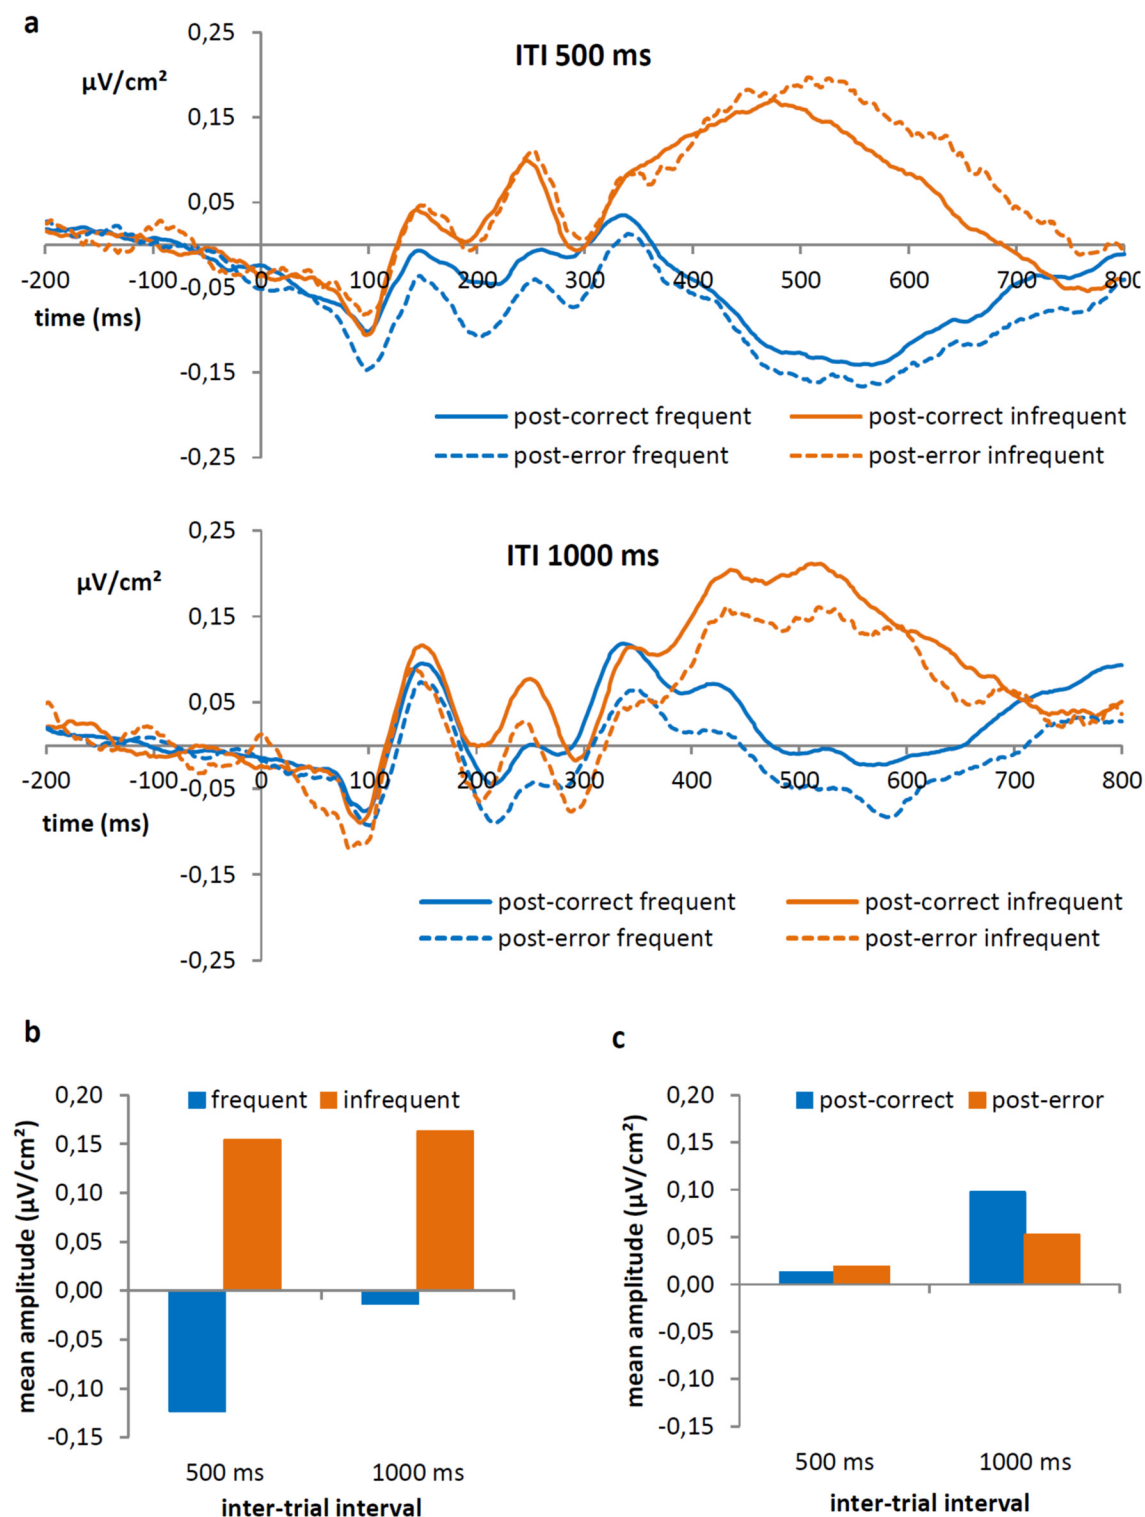 a
0,25
ITI 500 ms
µV/cm²
0,15
0,05
-200 -100 0 100 200 300 400 500 600 700 800
-0,05
time (ms)
-0,15
post-correct frequent post-correct infrequent
post-error frequent post-error infrequent
-0,25
0,25
ITI 1000 ms
µV/cm²
0,15
0,05
-200 -100 0 100 200 300 400 500 600 700 800
-0,05
time (ms)
-0,15
post-correct frequent post-correct infrequent
post-error frequent post-error infrequent
-0,25
b
mean amplitude (µV/cm²)
0,20
frequent infrequent
0,15
0,10
0,05
0,00
-0,05
-0,10
-0,15
500 ms 1000 ms
inter-trial interval
c
mean amplitude (µV/cm²)
0,20
post-correct post-error
0,15
0,10
0,05
0,00
-0,05
-0,10
-0,15
500 ms 1000 ms
inter-trial interval